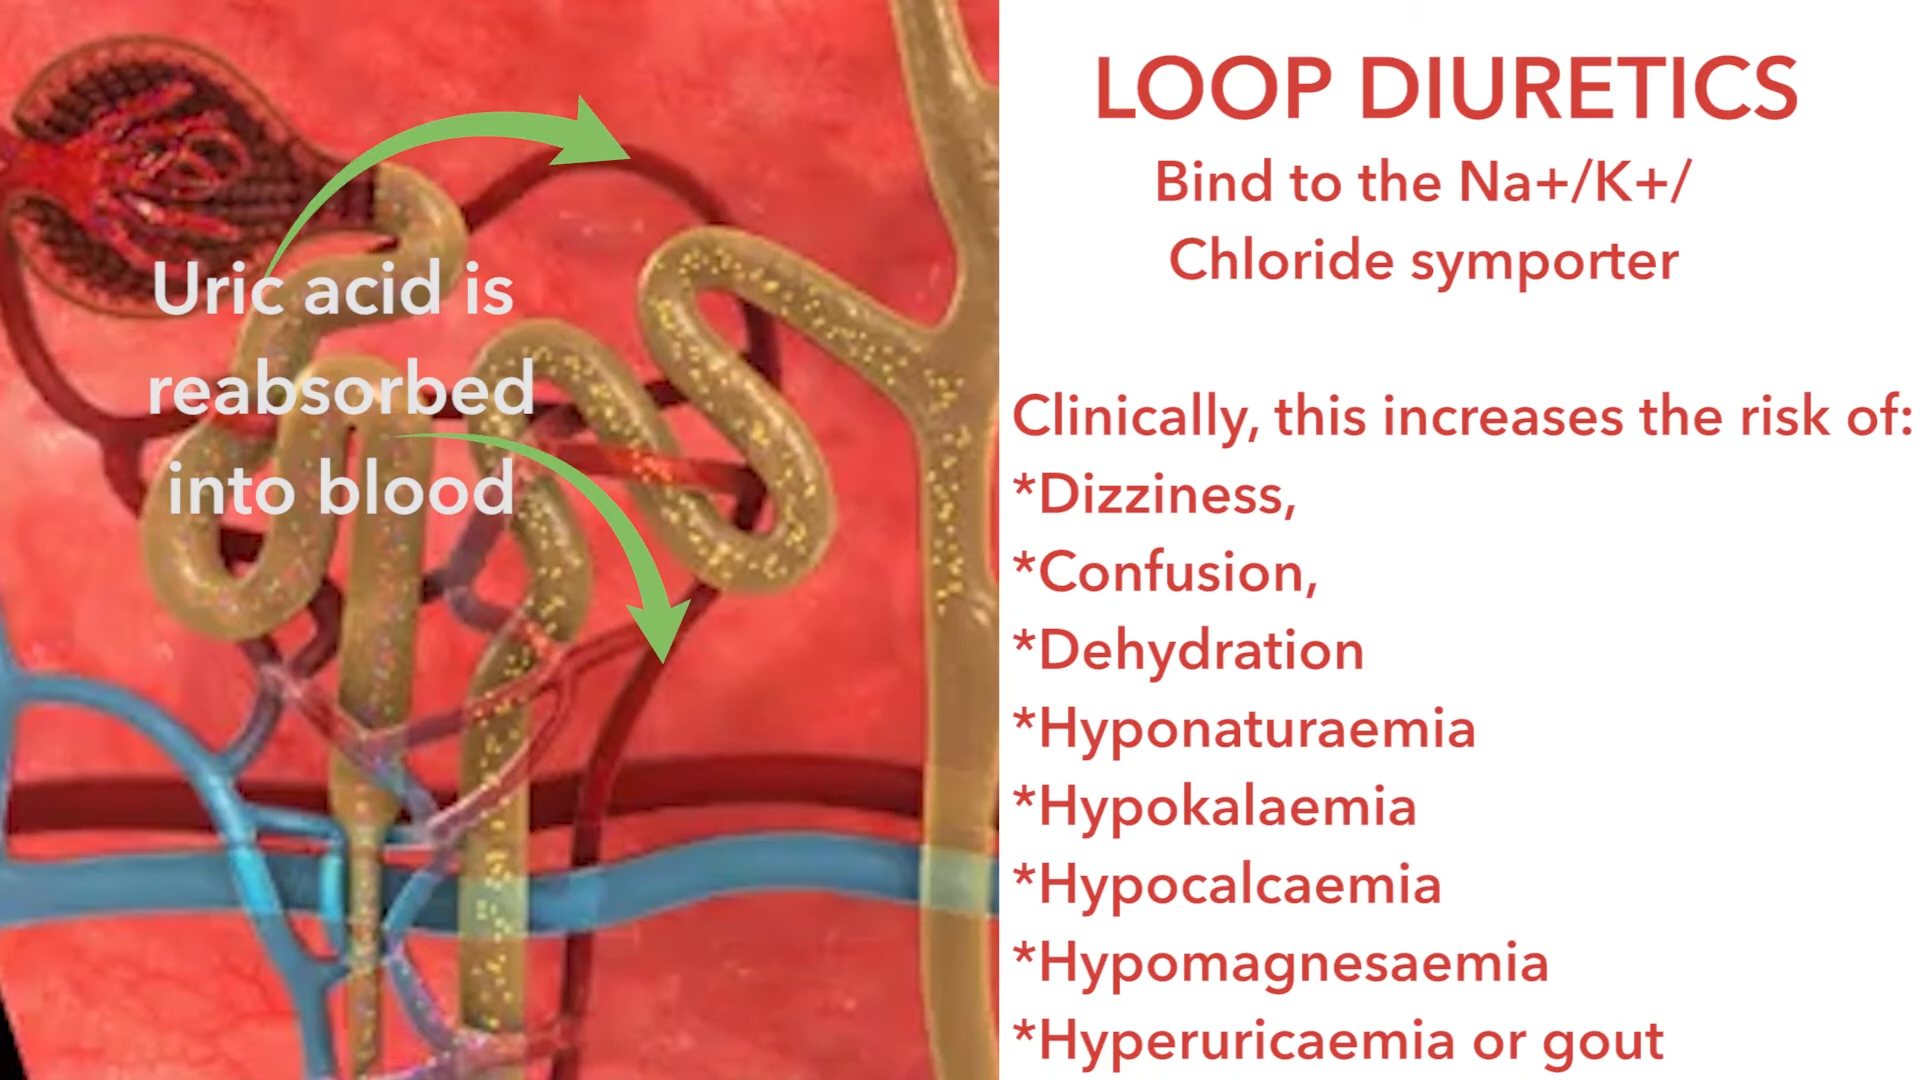 Uric acid is
reabsorbed
into blood
LOOP DIURETICS
Bind to the Na+/K+/
Chloride symporter
Clinically, this increases the risk of:
*Dizziness,
*Confusion,
*Dehydration
*Hyponaturaemia
*Hypokalaemia
*Hypocalcaemia
*Hypomagnesaemia
*Hyperuricaemia or gout